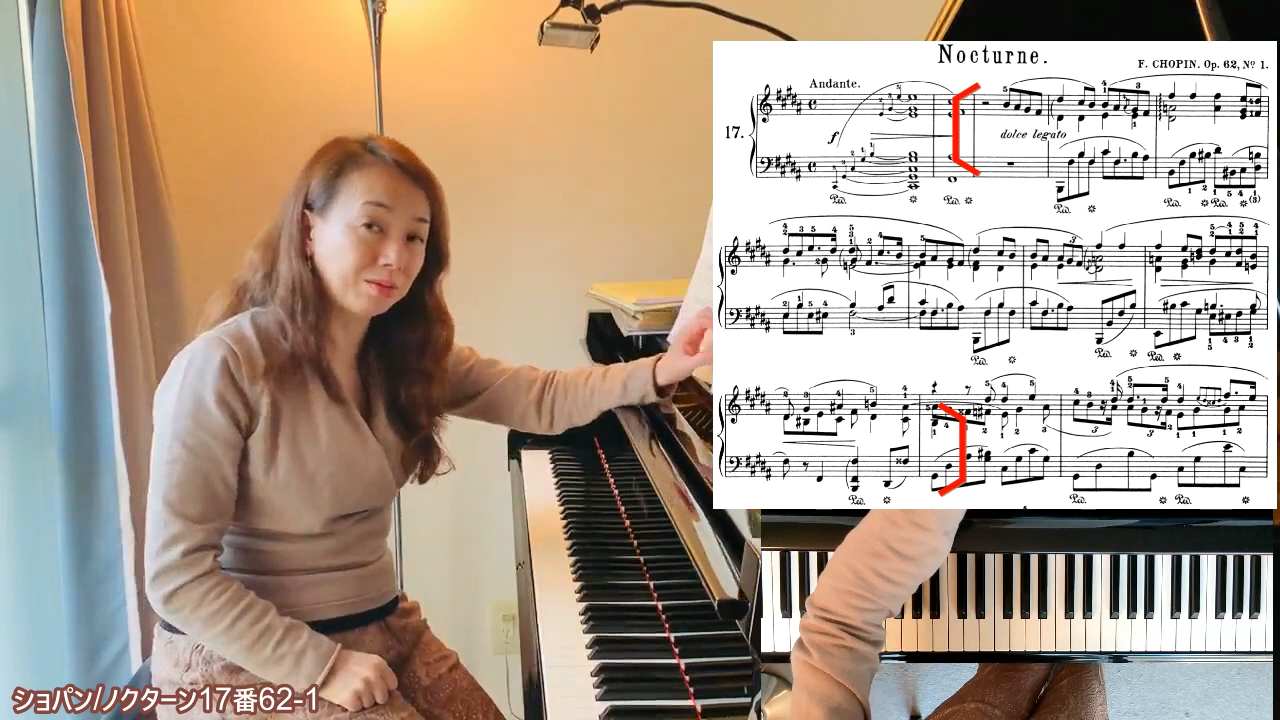 Nocturne.
F. CHOPIN. Op. 62, Nº 1.
Andante.
17.
f
dolce legato
ショパン/ノクターン17番62-1